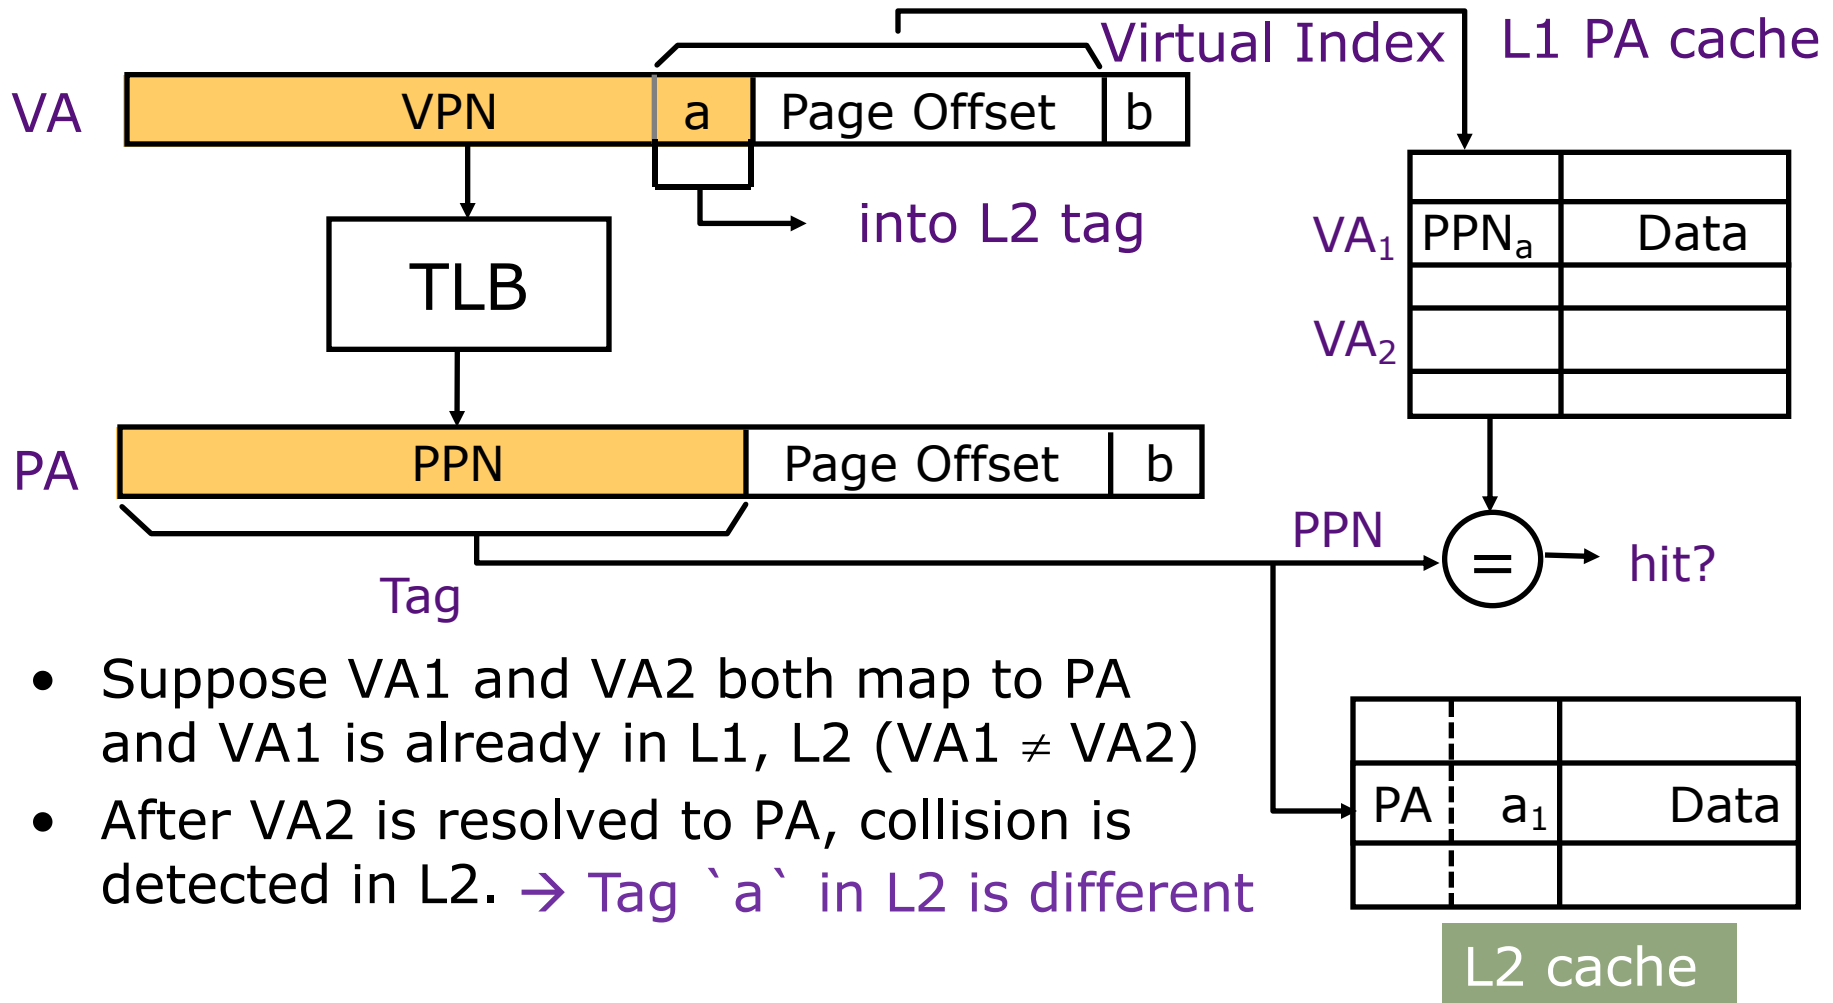 Virtual Index
L1 PA cache
VA
VPN
a
Page Offset
b
into L2 tag
TLB
VA1
PPNa
Data
VA2
PA
PPN
Page Offset
b
Tag
PPN
=
hit?
• Suppose VA1 and VA2 both map to PA
and VA1 is already in L1, L2 (VA1 ≠ VA2)
• After VA2 is resolved to PA, collision is
detected in L2. → Tag `a` in L2 is different
PA
a1
Data
L2 cache